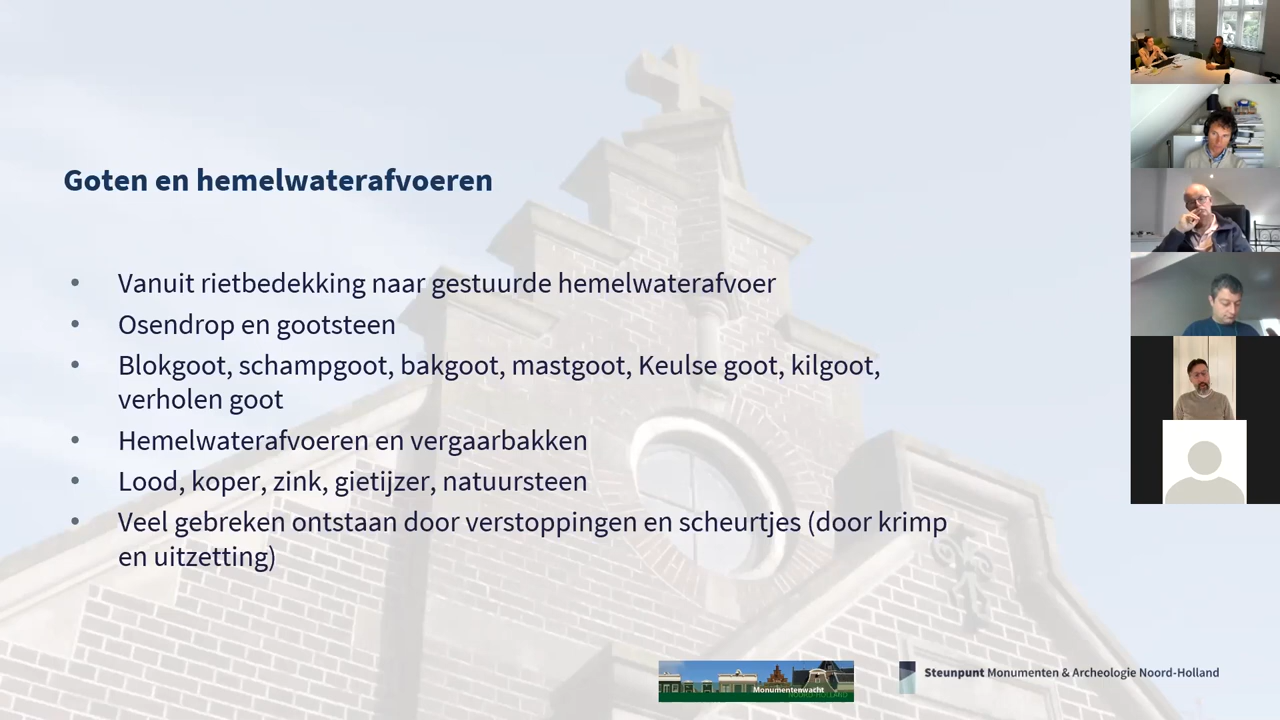 Goten en hemelwaterafvoeren
• Vanuit rietbedekking naar gestuurde hemelwaterafvoer
• Osendrop en gootsteen
• Blokgoot, schampgoot, bakgoot, mastgoot, Keulse goot, kilgoot,
verholen goot
• Hemelwaterafvoeren en vergaarbakken
• Lood, koper, zink, gietijzer, natuursteen
• Veel gebreken ontstaan door verstoppingen en scheurtjes (door krimp
en uitzetting)
Monumentenwacht
NOORD-HOLLAND
Steunpunt Monumenten & Archeologie Noord-Holland